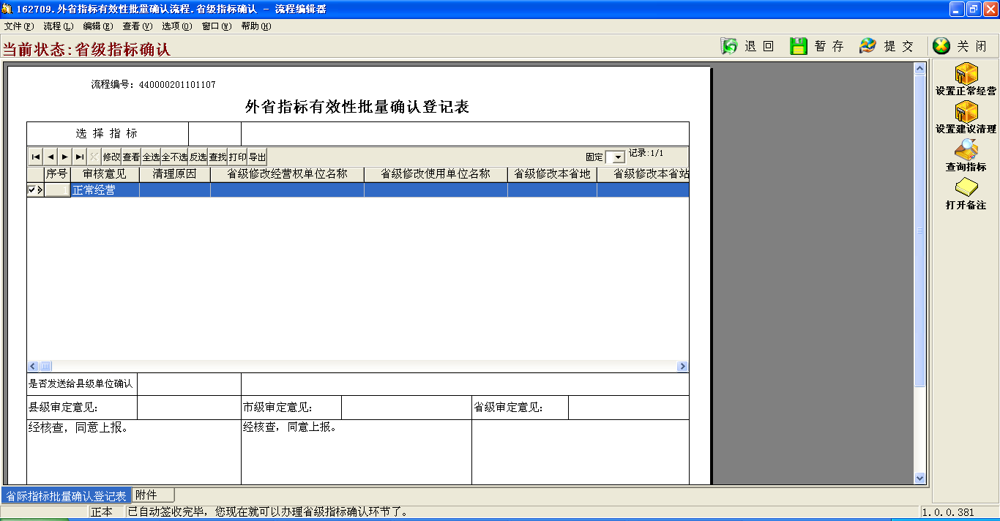 162709.外省指标有效性批量确认流程.省级指标确认 - 流程编辑器
文件(F) 流程(L) 编辑(E) 查看(V) 选项(O) 窗口(W) 帮助(H)
当前状态:省级指标确认
退 回 暂 存 提 交 关 闭
流程编号: 440000201101107
外省指标有效性批量确认登记表
选 择 指 标
修改 查看 全选 全不选 反选 查找 打印 导出 固定 记录:1/1
序号 审核意见 清理原因 省级修改经营权单位名称 省级修改使用单位名称 省级修改本省地 省级修改本省站
1 正常经营
是否发送给县级单位确认
县级审定意见: 市级审定意见: 省级审定意见:
经核查，同意上报。 经核查，同意上报。
设置正常经营
设置建议清理
查询指标
打开备注
省际指标批量确认登记表 附件
正本 已自动签收完毕，您现在就可以办理省级指标确认环节了。 1.0.0.381